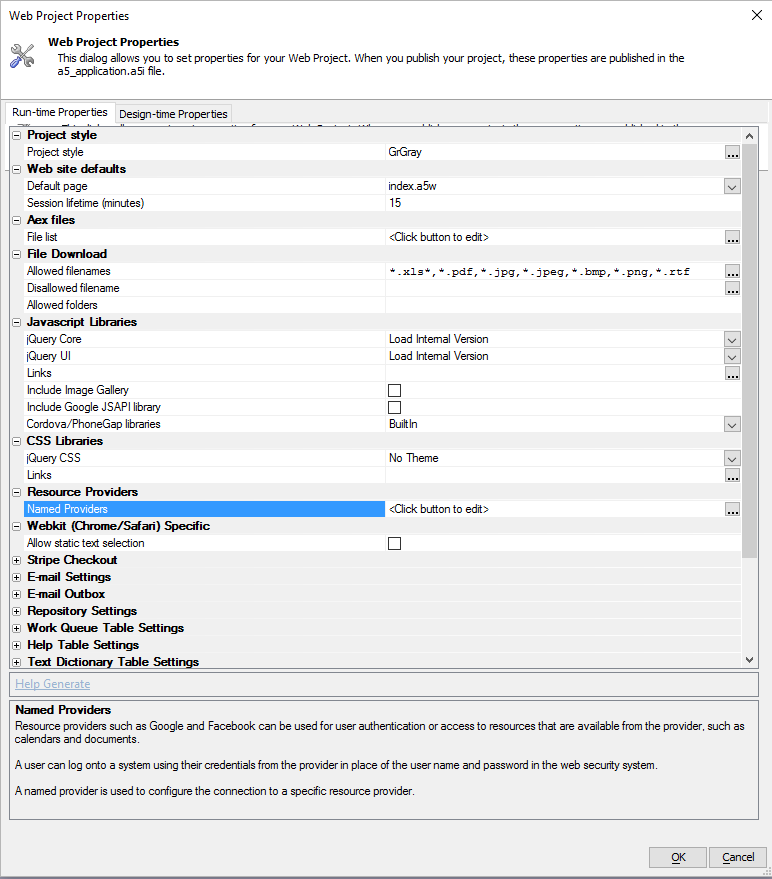 Web Project Properties
Web Project Properties
This dialog allows you to set properties for your Web Project. When you publish your project, these properties are published in the
a5_application.a5i file.
Run-time Properties Design-time Properties
Project style
Project style GrGray ...
Web site defaults
Default page index.a5w
Session lifetime (minutes) 15
Aex files
File list <Click button to edit> ...
File Download
Allowed filenames *.xls*,*.pdf,*.jpg,*.jpeg,*.bmp,*.png,*.rtf ...
Disallowed filename ...
Allowed folders
Javascript Libraries
jQuery Core Load Internal Version
jQuery UI Load Internal Version
Links ...
Include Image Gallery
Include Google JSAPI library
Cordova/PhoneGap libraries BuiltIn
CSS Libraries
jQuery CSS No Theme
Links ...
Resource Providers
Named Providers <Click button to edit> ...
Webkit (Chrome/Safari) Specific
Allow static text selection
Stripe Checkout
E-mail Settings
E-mail Outbox
Repository Settings
Work Queue Table Settings
Help Table Settings
Text Dictionary Table Settings
Help Generate
Named Providers
Resource providers such as Google and Facebook can be used for user authentication or access to resources that are available from the provider, such as
calendars and documents.
A user can log onto a system using their credentials from the provider in place of the user name and password in the web security system.
A named provider is used to configure the connection to a specific resource provider.
OK Cancel